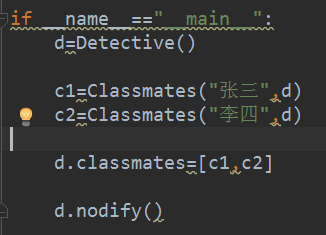 if __name__=="__main__":
d=Detective()
c1=Classmates("张三",d)
c2=Classmates("李四",d)
d.classmates=[c1,c2]
d.nodify()